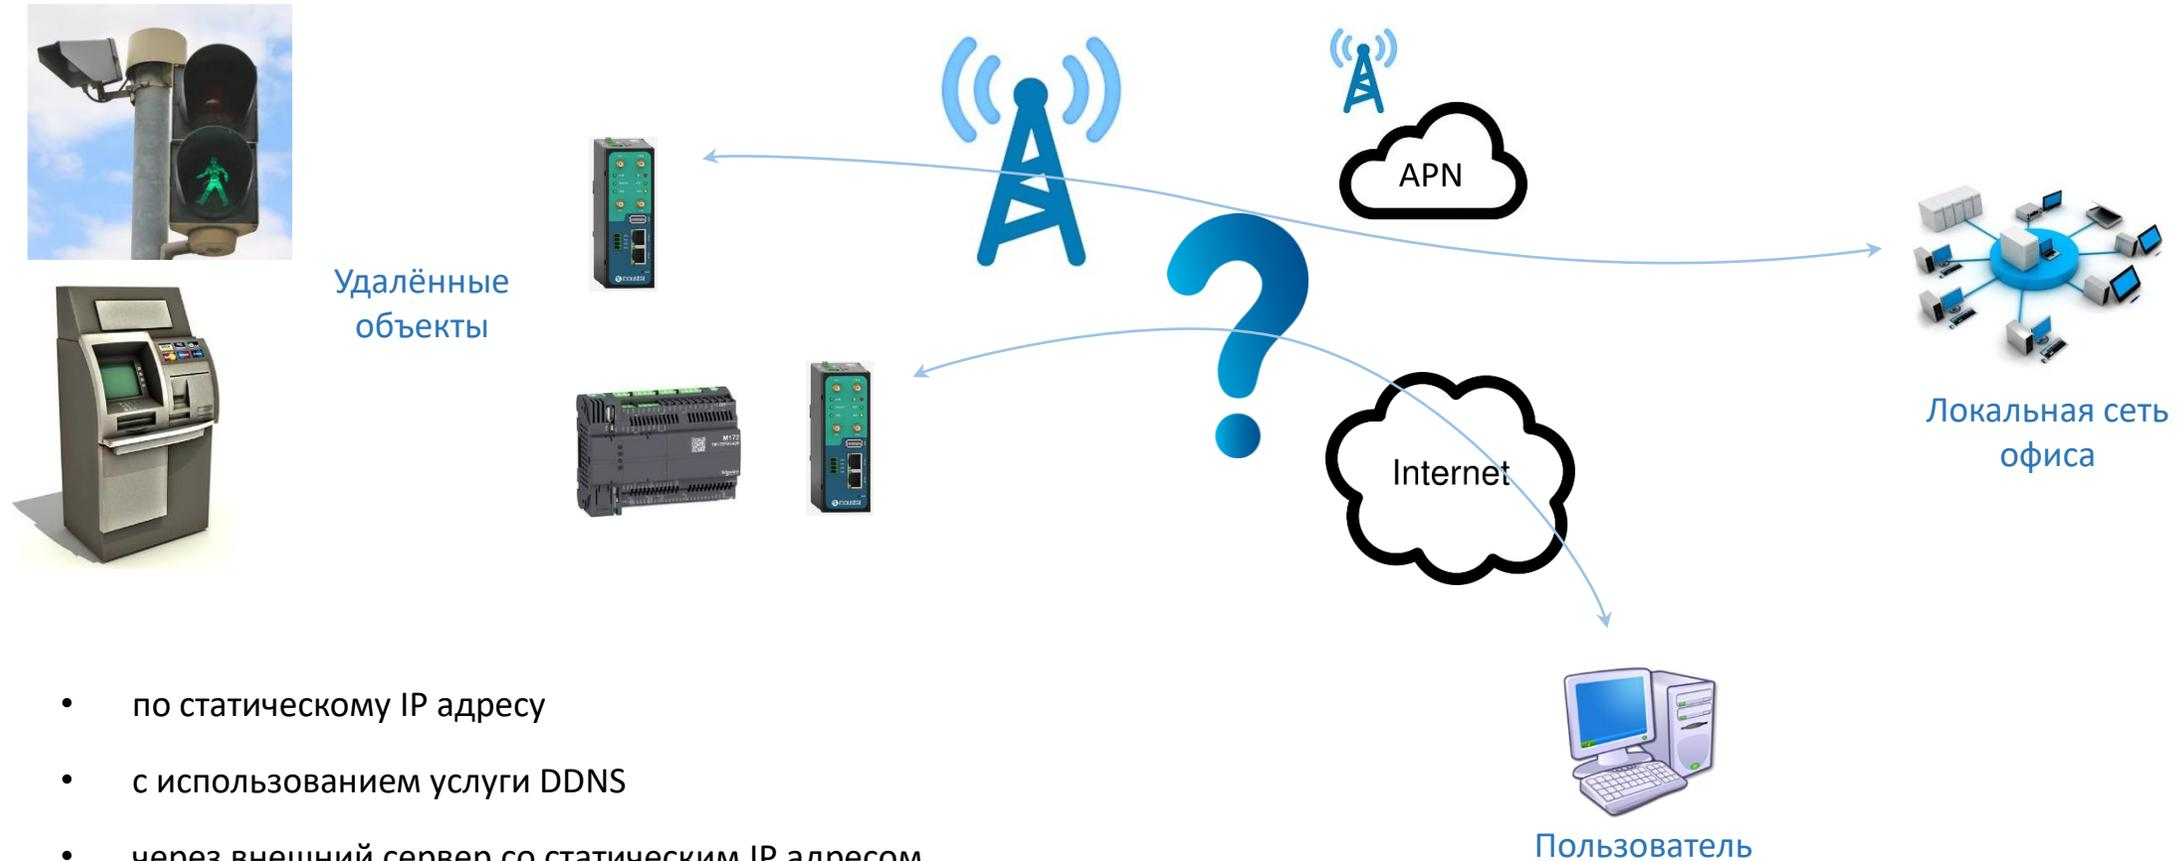 APN
Удалённые
объекты
M172
Internet
Локальная сеть
офиса
• по статическому IP адресу
• с использованием услуги DDNS
• через внешний сервер со статическим IP адресом
Пользователь